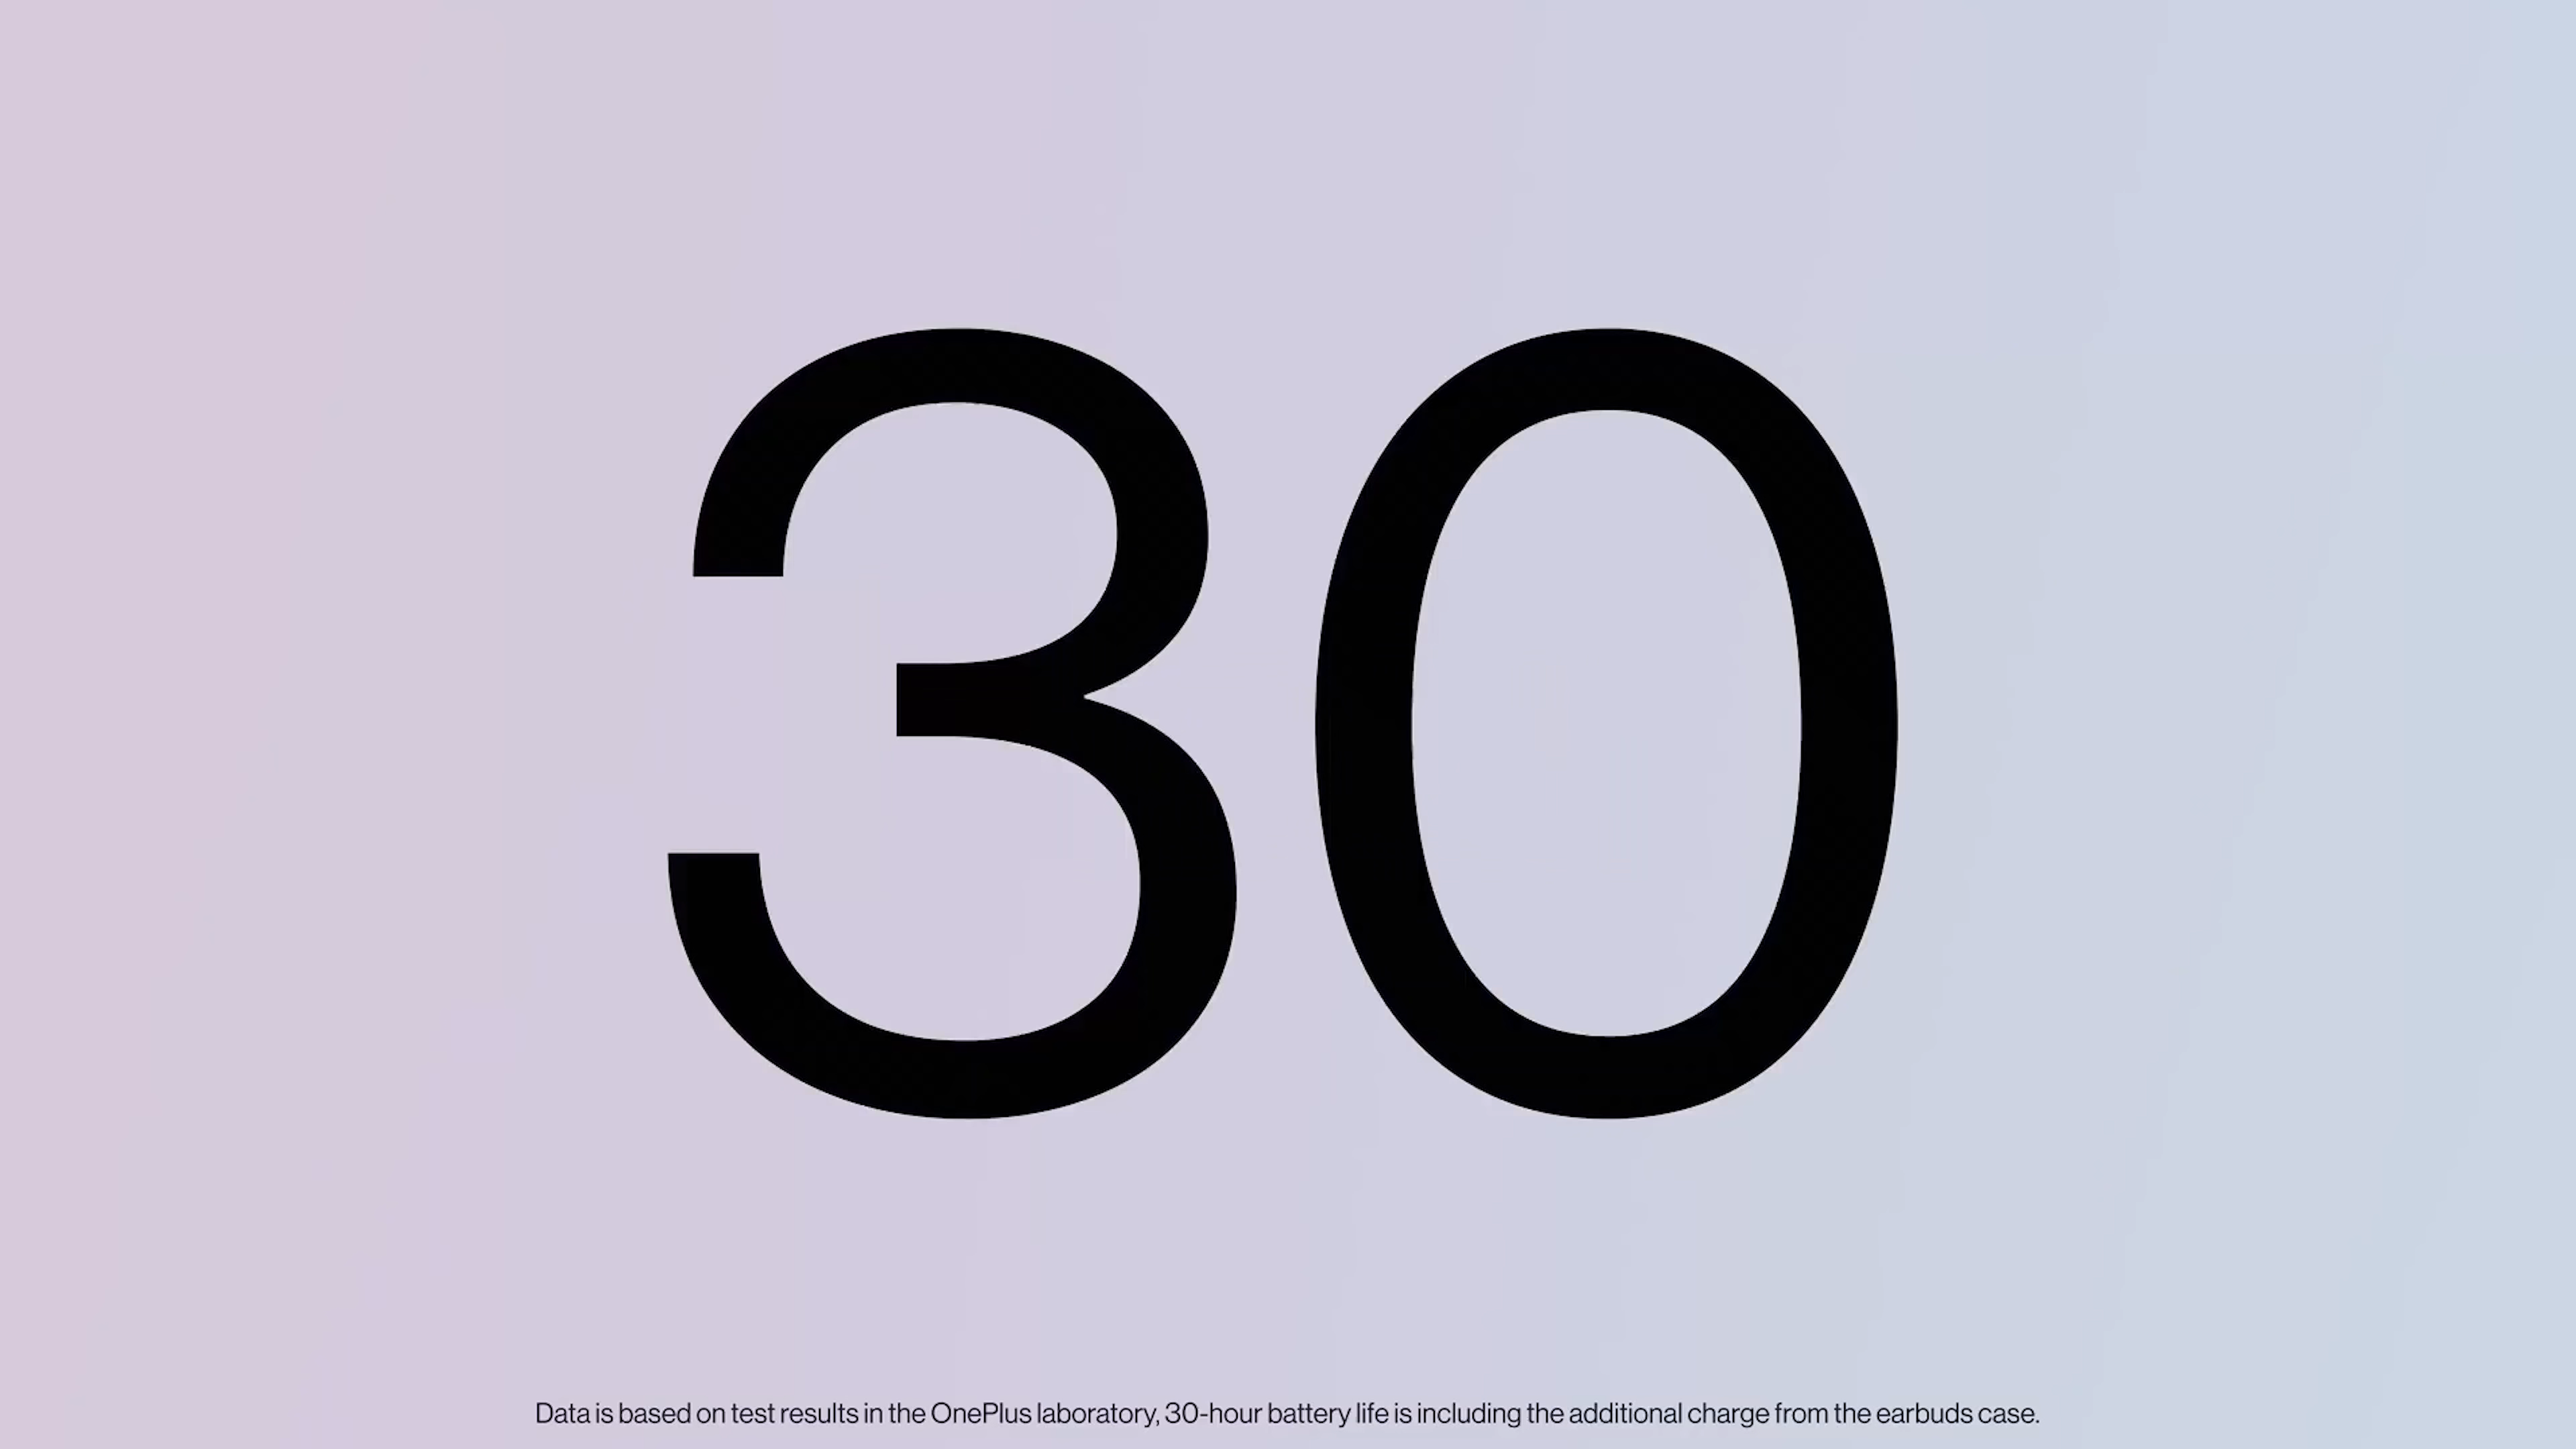 30
Data is based on test results in the OnePlus laboratory, 30-hour battery life is including the additional charge from the earbuds case.